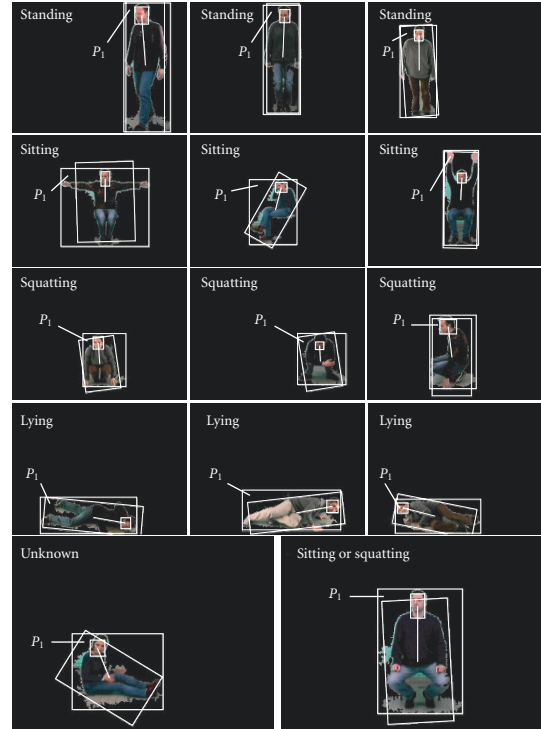 Standing
P1
Standing
P1
Standing
P1
Sitting
P1
Sitting
P1
Sitting
P1
Squatting
P1
Squatting
P1
Squatting
P1
Lying
P1
Lying
P1
Lying
P1
Unknown
P1
Sitting or squatting
P1